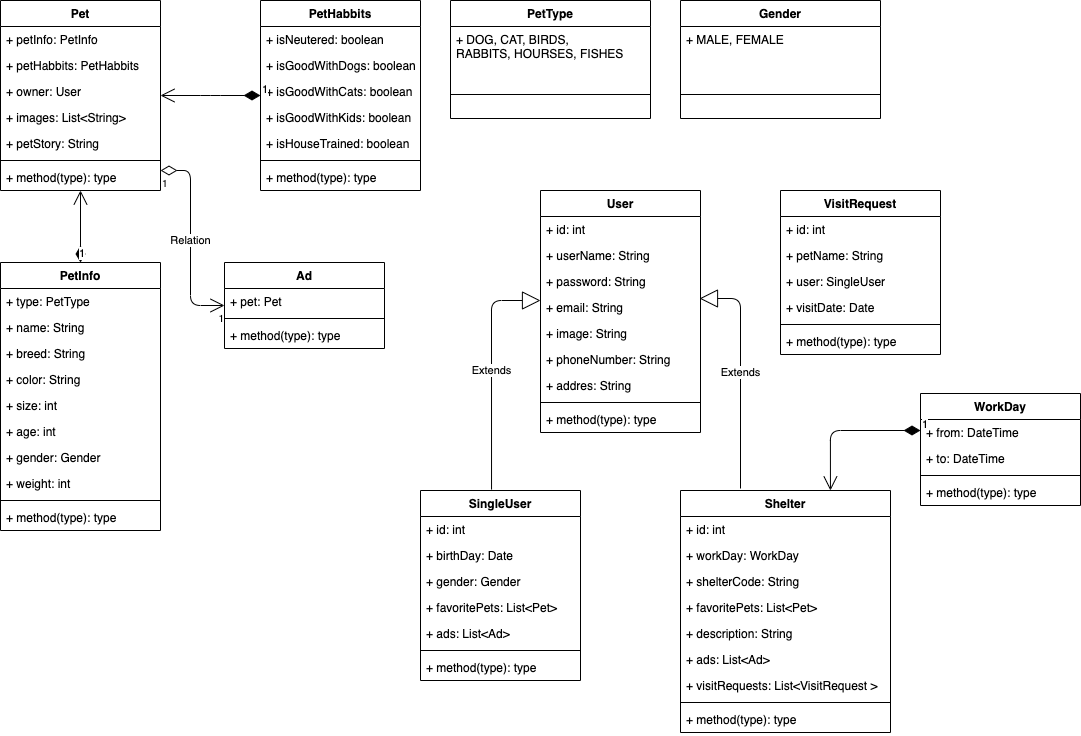 Pet
+ petInfo: PetInfo
+ petHabbits: PetHabbits
+ owner: User
+ images: List<String>
+ petStory: String
+ method(type): type
PetHabbits
+ isNeutered: boolean
+ isGoodWithDogs: boolean
+ isGoodWithCats: boolean
+ isGoodWithKids: boolean
+ isHouseTrained: boolean
+ method(type): type
1
PetType
+ DOG, CAT, BIRDS,
RABBITS, HOURSES, FISHES
Gender
+ MALE, FEMALE
1
Relation
1
1
PetInfo
+ type: PetType
+ name: String
+ breed: String
+ color: String
+ size: int
+ age: int
+ gender: Gender
+ weight: int
+ method(type): type
Ad
+ pet: Pet
+ method(type): type
User
+ id: int
+ userName: String
+ password: String
+ email: String
+ image: String
+ phoneNumber: String
+ addres: String
+ method(type): type
VisitRequest
+ id: int
+ petName: String
+ user: SingleUser
+ visitDate: Date
+ method(type): type
Extends
Extends
WorkDay
1
+ from: DateTime
+ to: DateTime
+ method(type): type
SingleUser
+ id: int
+ birthDay: Date
+ gender: Gender
+ favoritePets: List<Pet>
+ ads: List<Ad>
+ method(type): type
Shelter
+ id: int
+ workDay: WorkDay
+ shelterCode: String
+ favoritePets: List<Pet>
+ description: String
+ ads: List<Ad>
+ visitRequests: List<VisitRequest >
+ method(type): type